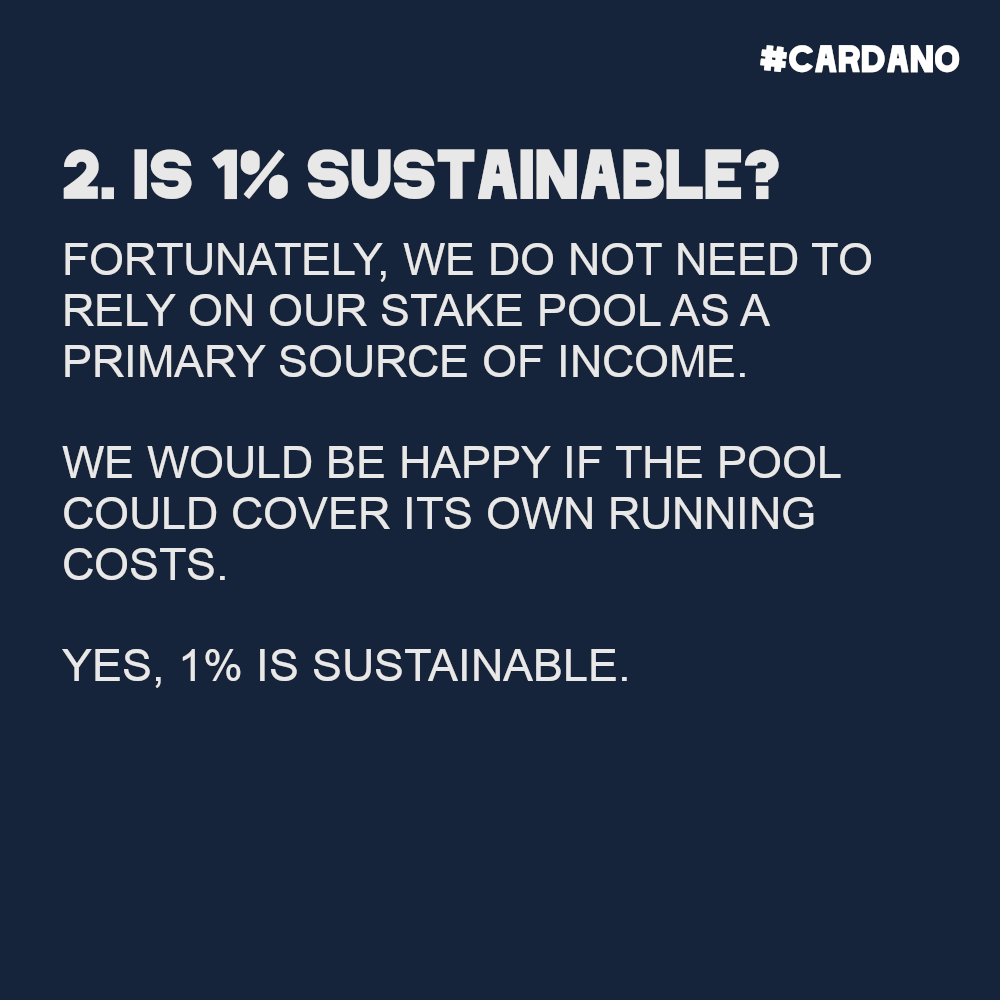 #CARDANO
2. IS 1% SUSTAINABLE?
FORTUNATELY, WE DO NOT NEED TO
RELY ON OUR STAKE POOL AS A
PRIMARY SOURCE OF INCOME.
WE WOULD BE HAPPY IF THE POOL
COULD COVER ITS OWN RUNNING
COSTS.
YES, 1% IS SUSTAINABLE.